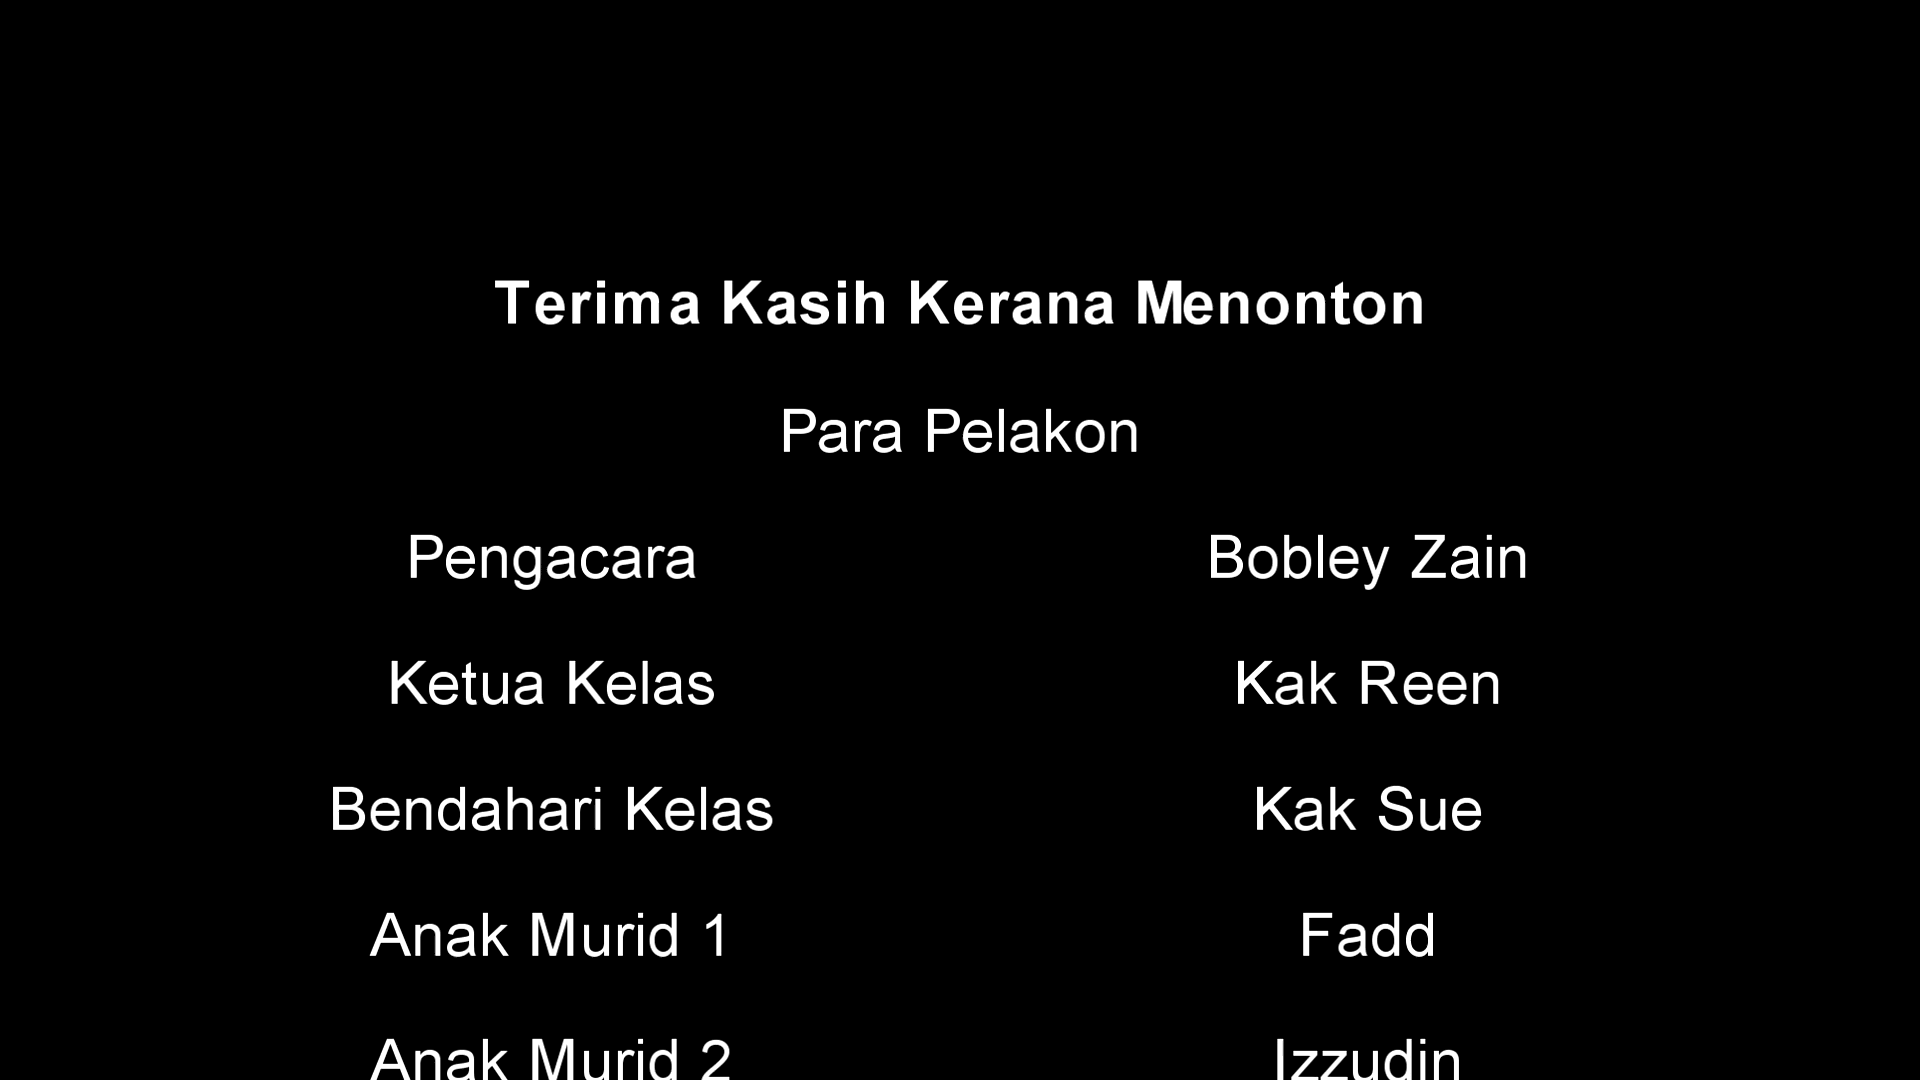 Terima Kasih Kerana Menonton
Para Pelakon
Pengacara Bobley Zain
Ketua Kelas Kak Reen
Bendahari Kelas Kak Sue
Anak Murid 1 Fadd
Anak Murid 2 Izzudin